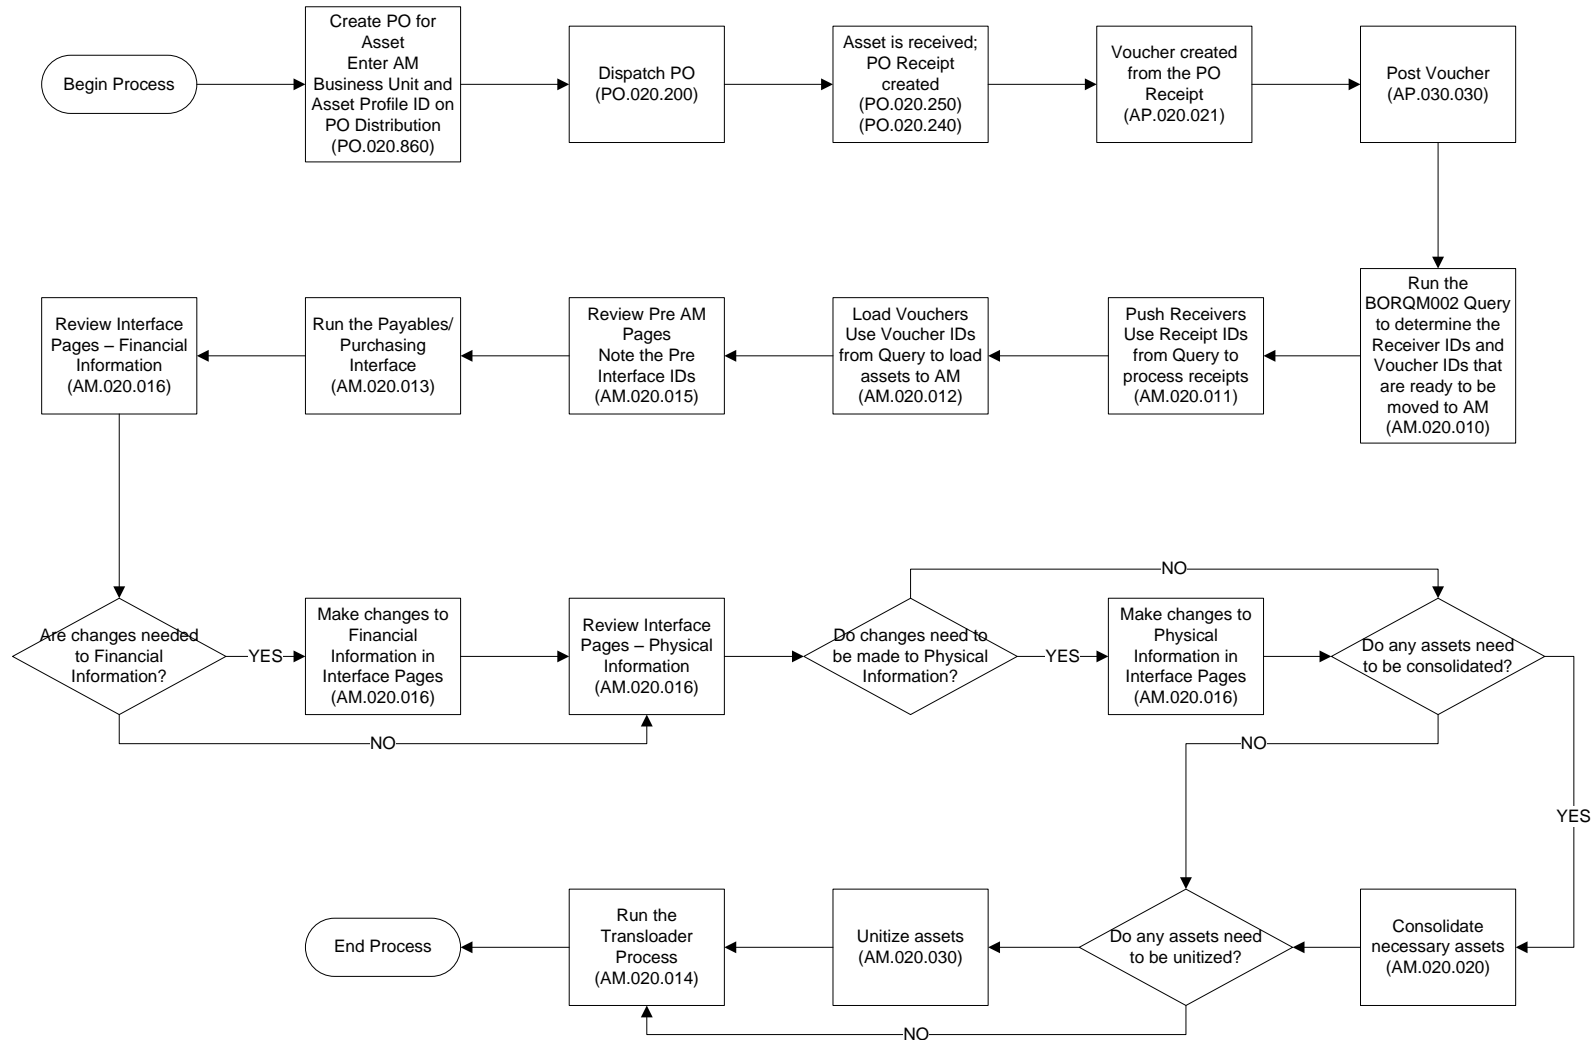 Begin Process
Create PO for
Asset
Enter AM
Business Unit and
Asset Profile ID on
PO Distribution
(PO.020.860)
Dispatch PO
(PO.020.200)
Asset is received;
PO Receipt
created
(PO.020.250)
(PO.020.240)
Voucher created
from the PO
Receipt
(AP.020.021)
Post Voucher
(AP.030.030)
Run the
BORQM002 Query
to determine the
Receiver IDs and
Voucher IDs that
are ready to be
moved to AM
(AM.020.010)
Push Receivers
Use Receipt IDs
from Query to
process receipts
(AM.020.011)
Load Vouchers
Use Voucher IDs
from Query to load
assets to AM
(AM.020.012)
Review Pre AM
Pages
Note the Pre
Interface IDs
(AM.020.015)
Run the Payables/
Purchasing
Interface
(AM.020.013)
Review Interface
Pages – Financial
Information
(AM.020.016)
Are changes needed
to Financial
Information?
YES
Make changes to
Financial
Information in
Interface Pages
(AM.020.016)
NO
Review Interface
Pages – Physical
Information
(AM.020.016)
Do changes need to
be made to Physical
Information?
NO
YES
Make changes to
Physical
Information in
Interface Pages
(AM.020.016)
Do any assets need
to be consolidated?
NO
YES
Consolidate
necessary assets
(AM.020.020)
Do any assets need
to be unitized?
Unitize assets
(AM.020.030)
NO
Run the
Transloader
Process
(AM.020.014)
End Process